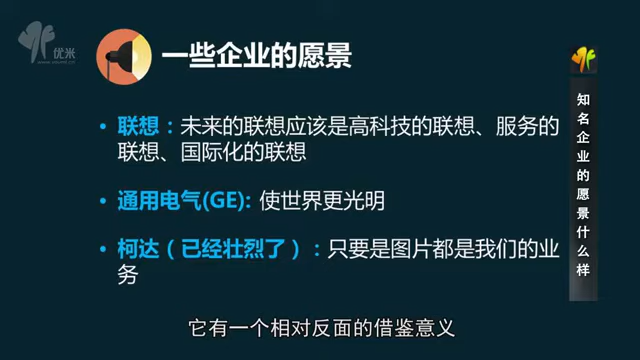 优米
www.youmi.cn
一些企业的愿景
• 联想：未来的联想应该是高科技的联想、服务的
联想、国际化的联想
• 通用电气(GE): 使世界更光明
• 柯达（已经壮烈了）：只要是图片都是我们的业
务
知名企业的愿景什么样
它有一个相对反面的借鉴意义